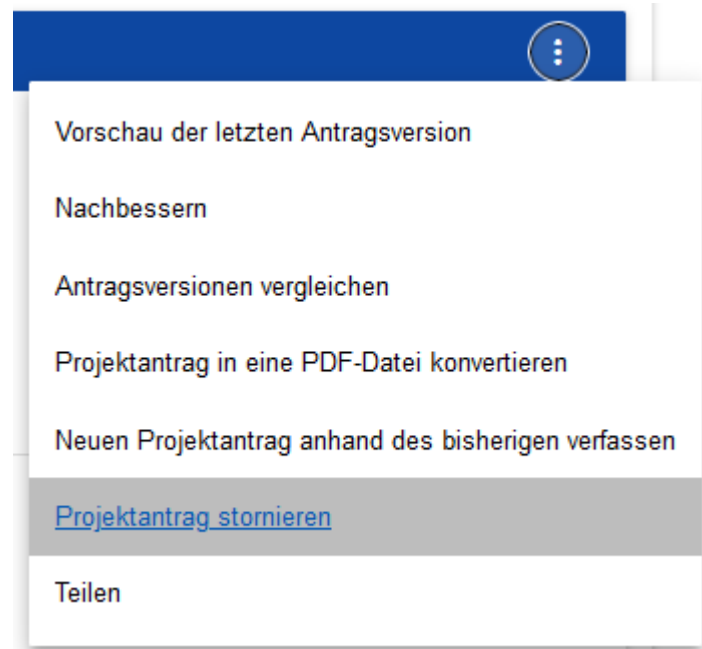 Vorschau der letzten Antragsversion
Nachbessern
Antragsversionen vergleichen
Projektantrag in eine PDF-Datei konvertieren
Neuen Projektantrag anhand des bisherigen verfassen
Projektantrag stornieren
Teilen